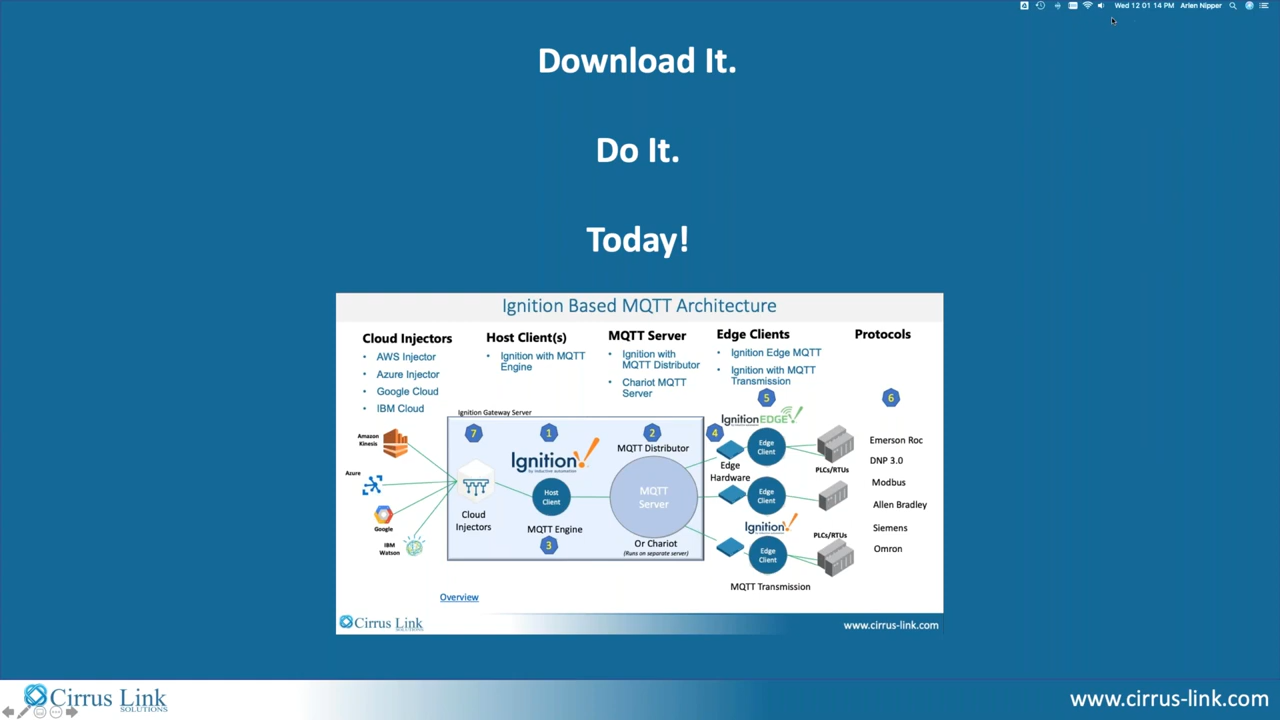 Wed 12 01 14 PM Arlen Nipper
Download It.
Do It.
Today!
Ignition Based MQTT Architecture
Cloud Injectors
• AWS Injector
• Azure Injector
• Google Cloud
• IBM Cloud
Host Client(s)
• Ignition with MQTT
Engine
MQTT Server
• Ignition with
MQTT Distributor
• Chariot MQTT
Server
Edge Clients
• Ignition Edge MQTT
• Ignition with MQTT
Transmission
Protocols
Ignition Gateway Server
7
1
2
4
5
6
Amazon
Kinesis
Azure
Google
IBM
Watson
Cloud
Injectors
Ignition!
by inductive automation
Host
Client
MQTT Engine
3
MQTT Distributor
MQTT
Server
Or Chariot
(Runs on separate server)
Ignition EDGE
Edge
Hardware
Edge
Client
PLCs/RTUs
Edge
Client
Ignition!
Edge
Client
PLCs/RTUs
MQTT Transmission
Emerson Roc
DNP 3.0
Modbus
Allen Bradley
Siemens
Omron
Overview
Cirrus Link
SOLUTIONS
www.cirrus-link.com
Cirrus Link
SOLUTIONS
www.cirrus-link.com